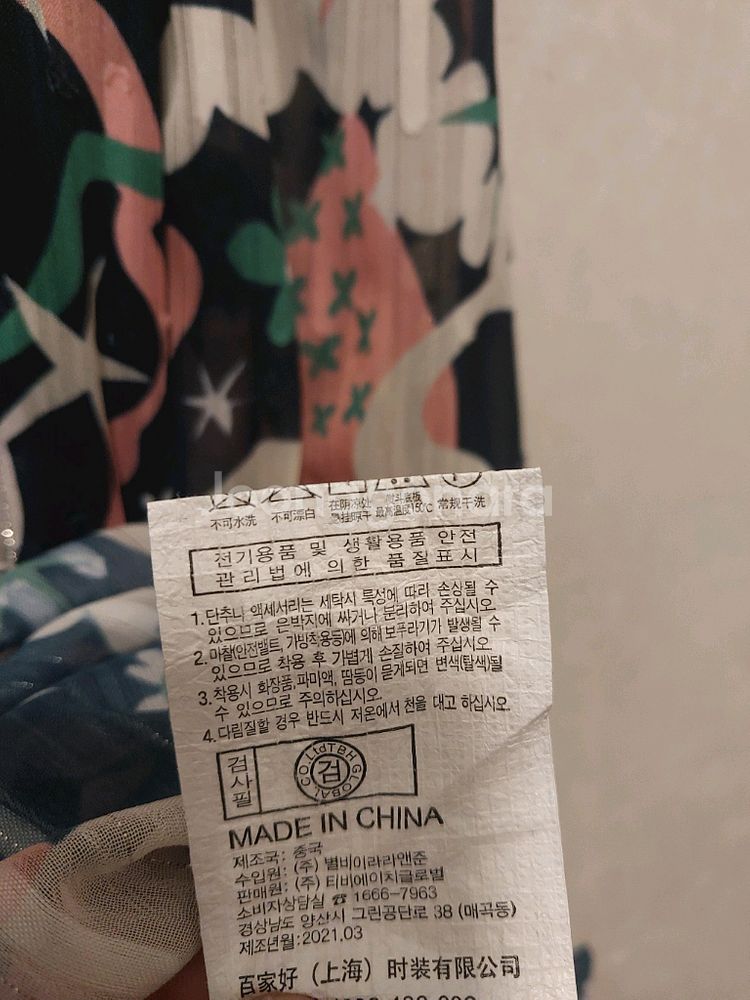 不可水洗 不可漂白 在阴凉处悬挂晾干 熨斗底板最高温度150℃ 常规干洗
전기용품 및 생활용품 안전
관리법에 의한 품질표시
1. 단추나 액세서리는 세탁시 특성에 따라 손상될 수
있으므로 은박지에 싸거나 분리하여 주십시오.
2. 마찰(안전밸트, 가방착용등)에 의해 보푸라기가 발생될 수
있으므로 착용 후 가볍게 손질하여 주십시오.
3. 착용시 화장품, 파미액, 땀등이 묻게되면 변색(탈색)될
수 있으므로 주의하십시오.
4. 다림질할 경우 반드시 저온에서 천을 대고 하십시오.
검사필
CO.,Ltd TBH GLOBAL
검
MADE IN CHINA
제조국: 중국
수입원: (주) 별비이라라앤준
판매원: (주) 티비에이치글로벌
소비자상담실 ☎ 1666-7963
경상남도 양산시 그린공단로 38 (매곡동)
제조년월:2021.03
百家好（上海）时装有限公司